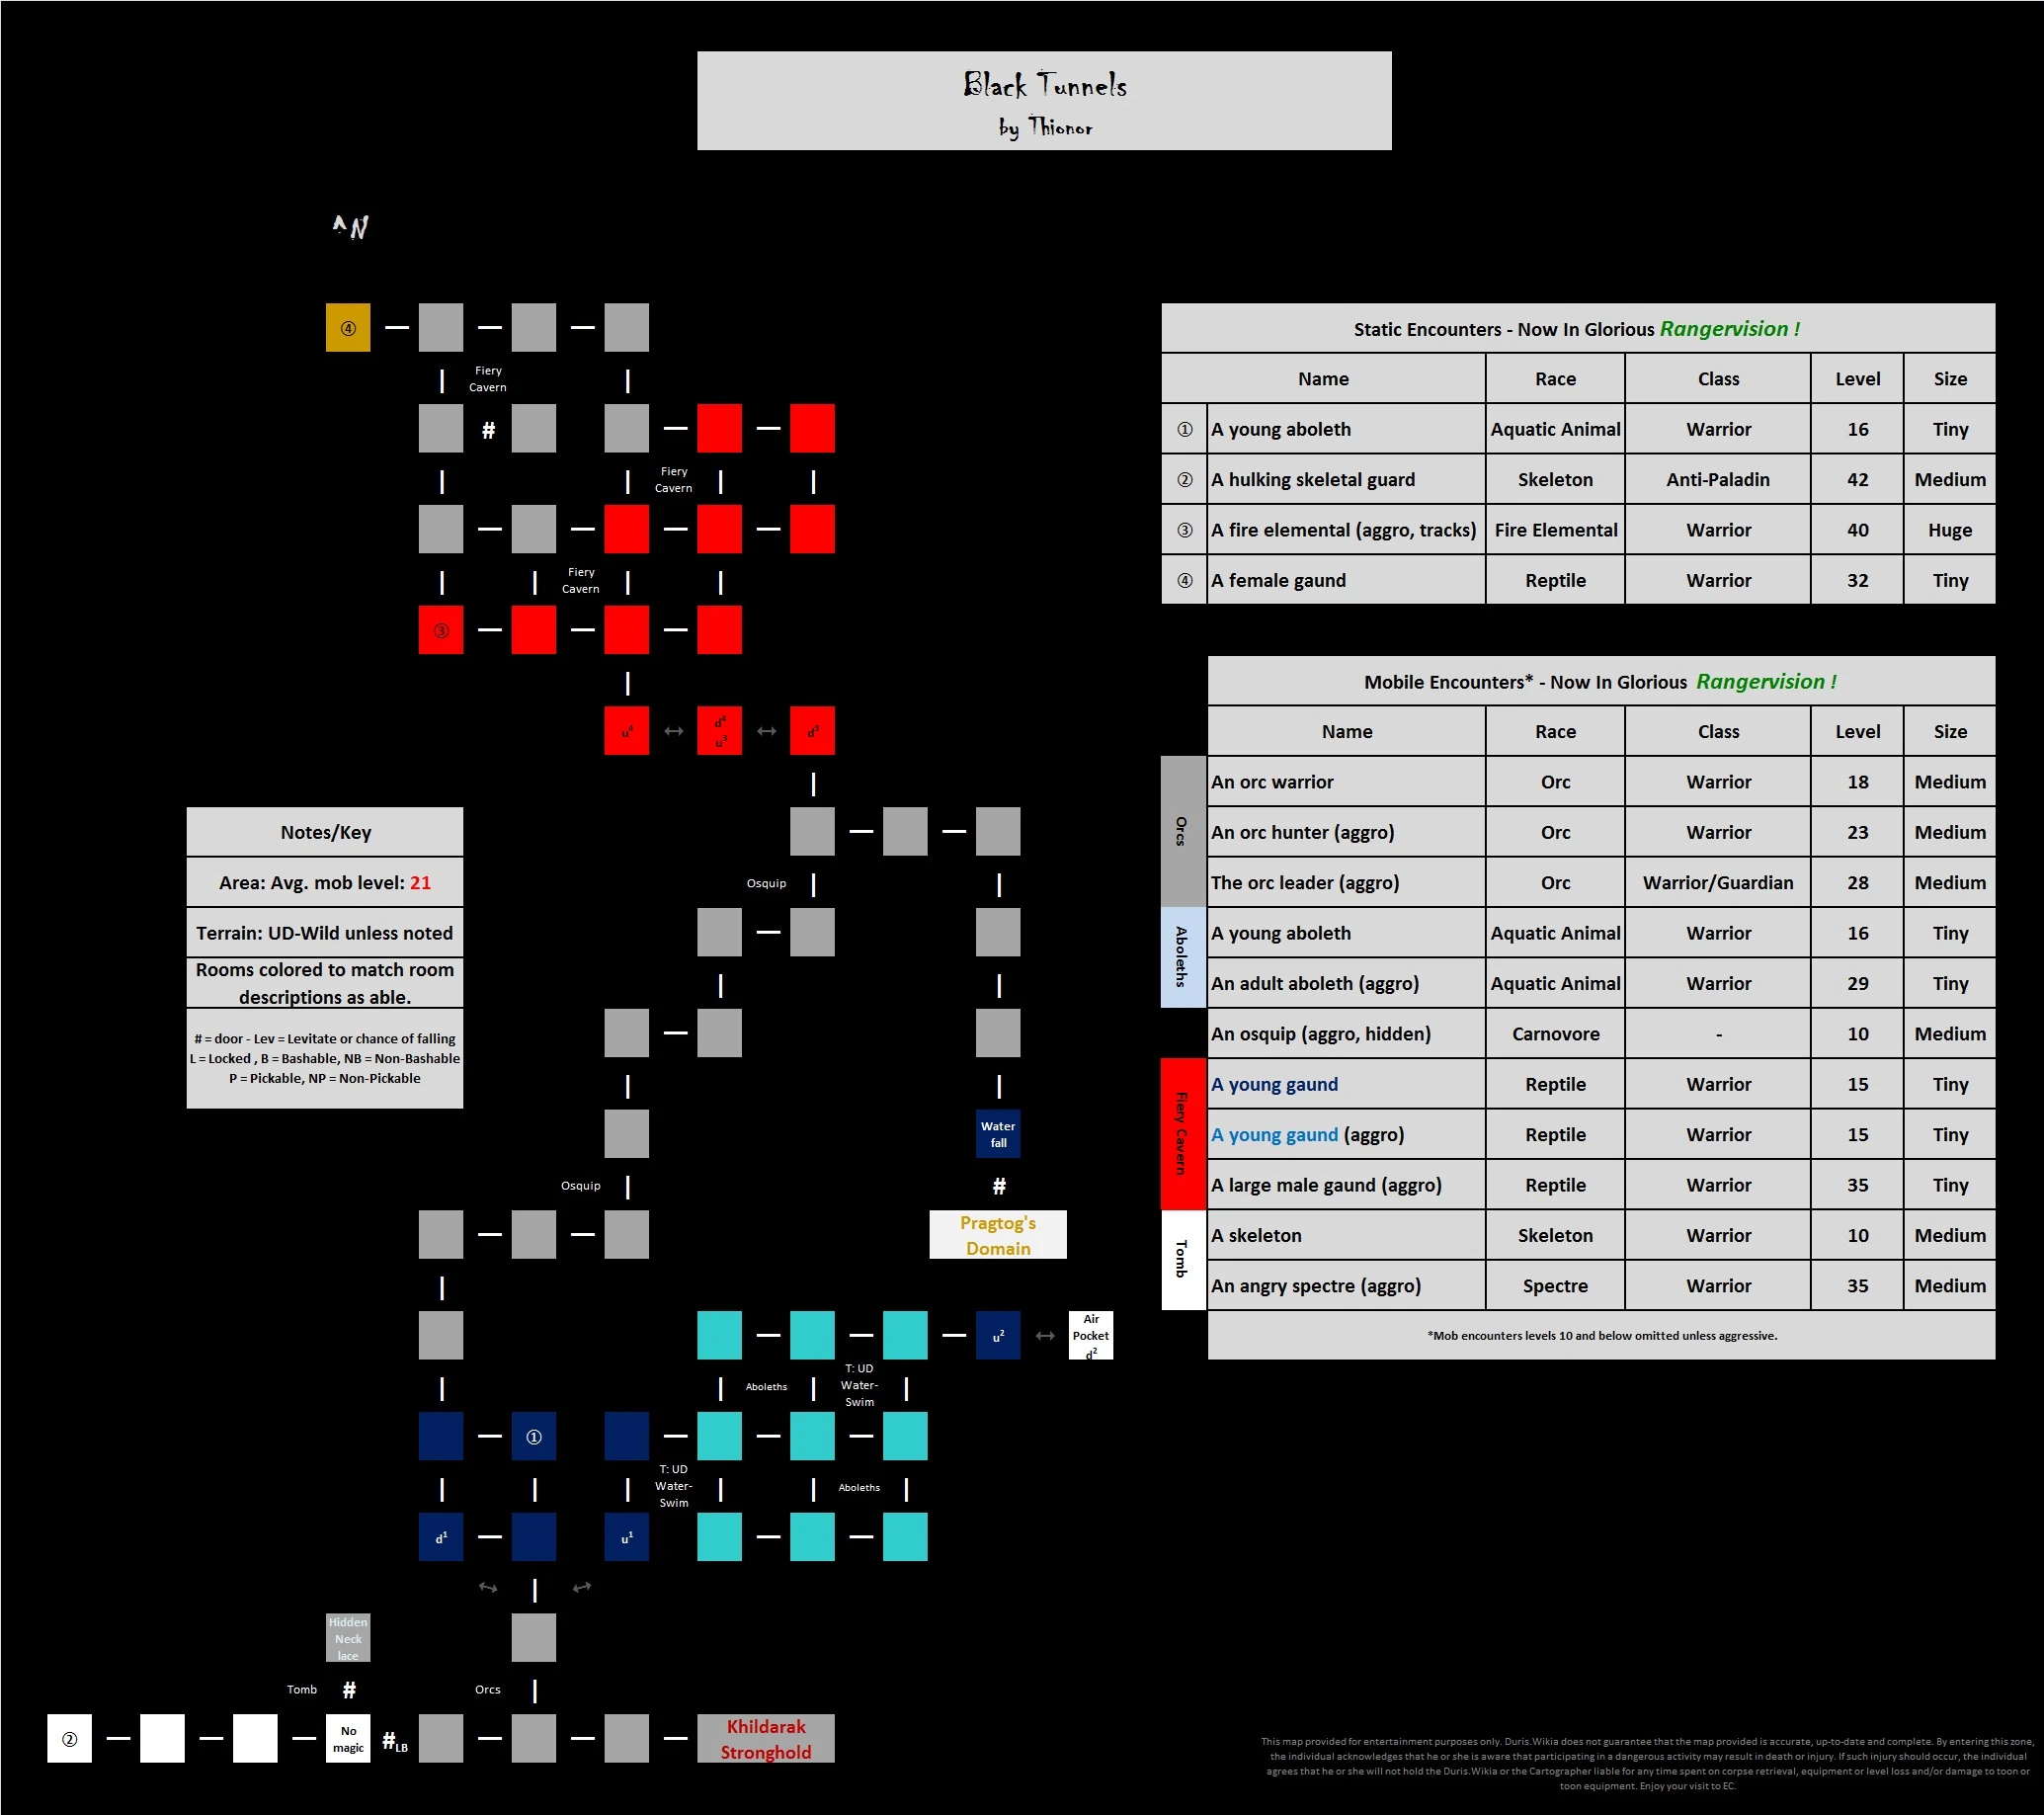 Black Tunnels
by Thionor
^N
④
Fiery
Cavern
#
Fiery
Cavern
Fiery
Cavern
③
u⁴ ↔ d⁴ ↔ d³
u³
Osquip
Water
fall
Osquip
#
Pragtog's
Domain
u² ↔ Air
Pocket
d²
Aboleths
T: UD
Water-
Swim
①
T: UD
Water-
Swim
Aboleths
d¹
u¹
Hidden
Neck
lace
Tomb
#
Orcs
②
No
magic
#LB
Khildarak
Stronghold
Notes/Key
Area: Avg. mob level: 21
Terrain: UD-Wild unless noted
Rooms colored to match room
descriptions as able.
# = door - Lev = Levitate or chance of falling
L = Locked , B = Bashable, NB = Non-Bashable
P = Pickable, NP = Non-Pickable
Static Encounters - Now In Glorious Rangervision !
Name Race Class Level Size
① A young aboleth Aquatic Animal Warrior 16 Tiny
② A hulking skeletal guard Skeleton Anti-Paladin 42 Medium
③ A fire elemental (aggro, tracks) Fire Elemental Warrior 40 Huge
④ A female gaund Reptile Warrior 32 Tiny
Mobile Encounters* - Now In Glorious Rangervision !
Name Race Class Level Size
Orcs
An orc warrior Orc Warrior 18 Medium
An orc hunter (aggro) Orc Warrior 23 Medium
The orc leader (aggro) Orc Warrior/Guardian 28 Medium
Aboleths
A young aboleth Aquatic Animal Warrior 16 Tiny
An adult aboleth (aggro) Aquatic Animal Warrior 29 Tiny
An osquip (aggro, hidden) Carnovore - 10 Medium
Fiery Cavern
A young gaund Reptile Warrior 15 Tiny
A young gaund (aggro) Reptile Warrior 15 Tiny
A large male gaund (aggro) Reptile Warrior 35 Tiny
Tomb
A skeleton Skeleton Warrior 10 Medium
An angry spectre (aggro) Spectre Warrior 35 Medium
*Mob encounters levels 10 and below omitted unless aggressive.
This map provided for entertainment purposes only. Duris.Wikia does not guarantee that the map provided is accurate, up-to-date and complete. By entering this zone,
the individual acknowledges that he or she is aware that participating in a dangerous activity may result in death or injury. If such injury should occur, the individual
agrees that he or she will not hold the Duris.Wikia or the Cartographer liable for any time spent on corpse retrieval, equipment or level loss and/or damage to toon or
toon equipment. Enjoy your visit to EC.